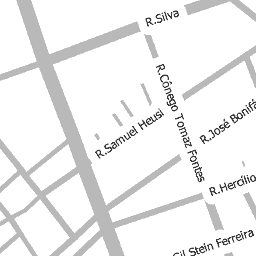 R.Silva
R.Cônego Tomaz Fontes
R.Samuel Heusi
R.José Bonifá
R.Hercílio
Gil Stein Ferreira